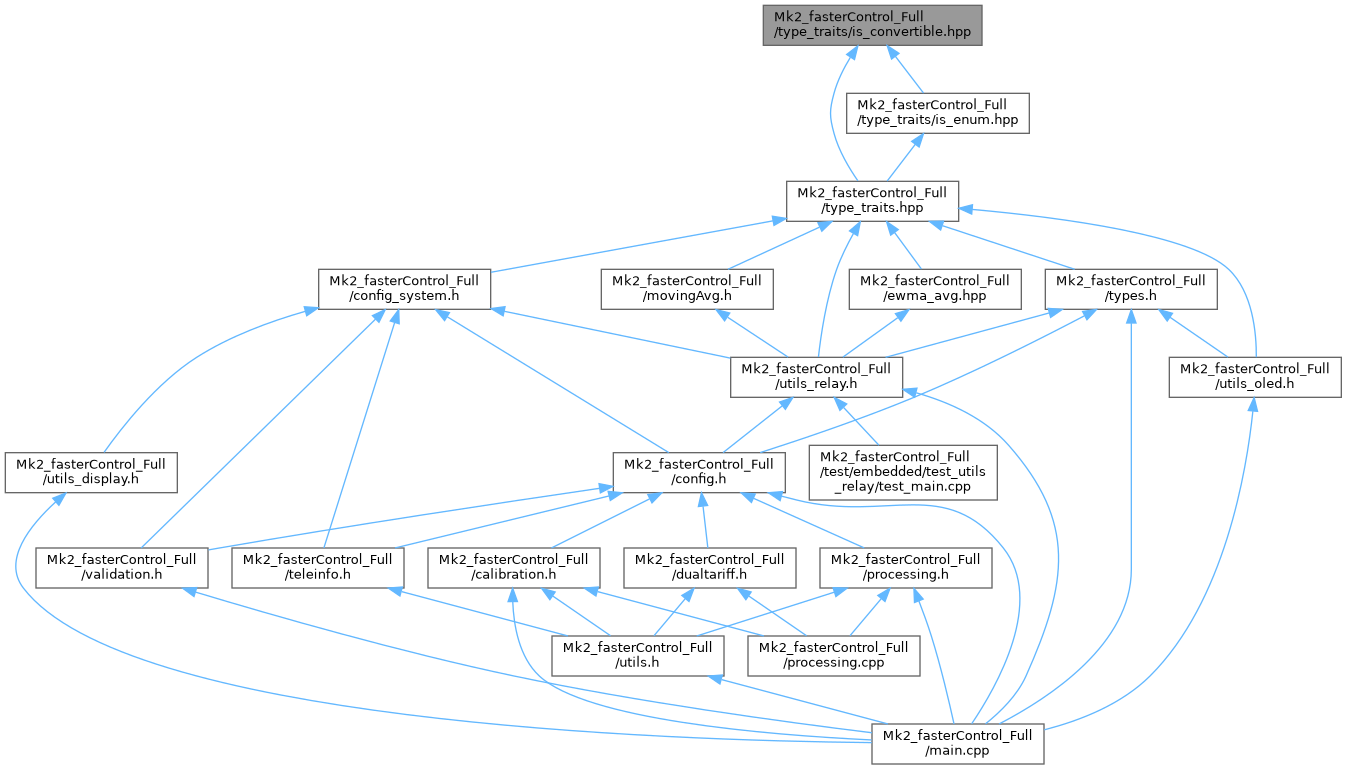 Mk2_fasterControl_Full
/type_traits/is_convertible.hpp
Mk2_fasterControl_Full
/type_traits/is_enum.hpp
Mk2_fasterControl_Full
/type_traits.hpp
Mk2_fasterControl_Full
/config_system.h
Mk2_fasterControl_Full
/movingAvg.h
Mk2_fasterControl_Full
/ewma_avg.hpp
Mk2_fasterControl_Full
/types.h
Mk2_fasterControl_Full
/utils_relay.h
Mk2_fasterControl_Full
/utils_oled.h
Mk2_fasterControl_Full
/utils_display.h
Mk2_fasterControl_Full
/config.h
Mk2_fasterControl_Full
/test/embedded/test_utils
_relay/test_main.cpp
Mk2_fasterControl_Full
/validation.h
Mk2_fasterControl_Full
/teleinfo.h
Mk2_fasterControl_Full
/calibration.h
Mk2_fasterControl_Full
/dualtariff.h
Mk2_fasterControl_Full
/processing.h
Mk2_fasterControl_Full
/utils.h
Mk2_fasterControl_Full
/processing.cpp
Mk2_fasterControl_Full
/main.cpp